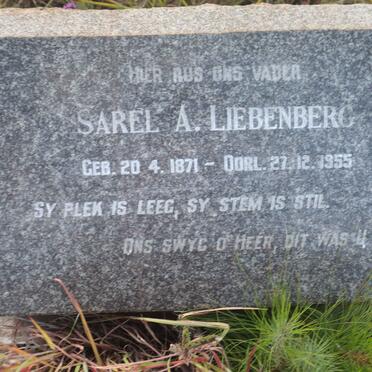 HIER RUS ONS VADER
SAREL A. LIEBENBERG
GEB. 20 4. 1871 - OORL. 27. 12. 1955
SY PLEK IS LEEG, SY STEM IS STIL.
ONS SWYG O HEER, DIT WAS U